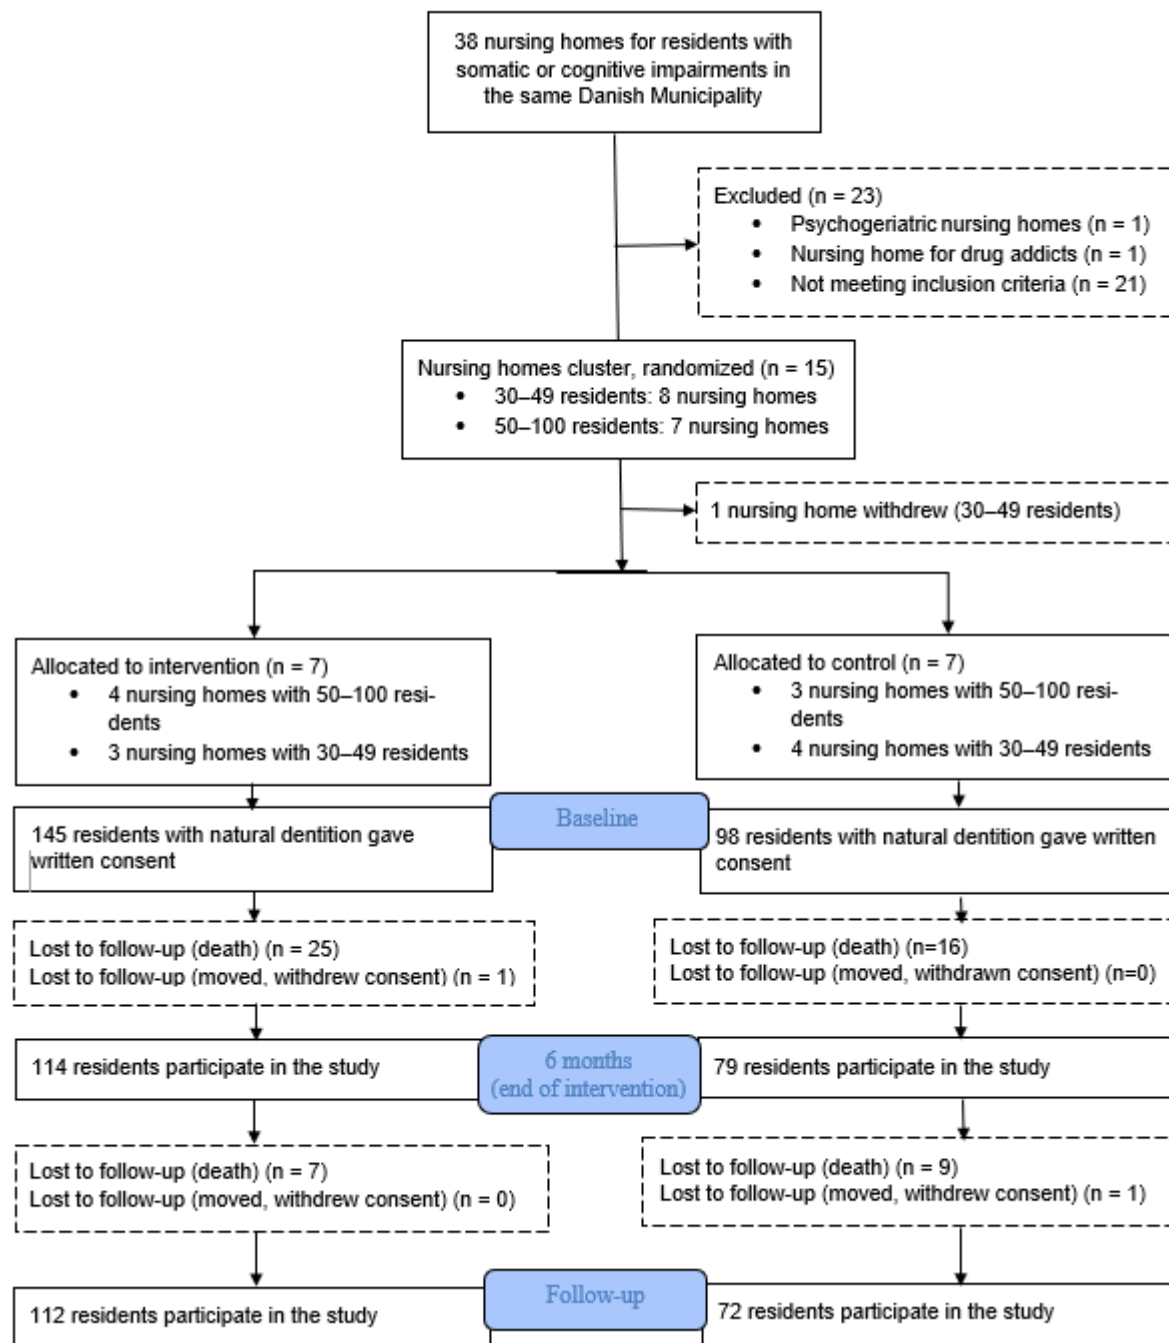 38 nursing homes for residents with
somatic or cognitive impairments in
the same Danish Municipality
Excluded (n = 23)
• Psychogeriatric nursing homes (n = 1)
• Nursing home for drug addicts (n = 1)
• Not meeting inclusion criteria (n = 21)
Nursing homes cluster, randomized (n = 15)
• 30–49 residents: 8 nursing homes
• 50–100 residents: 7 nursing homes
1 nursing home withdrew (30–49 residents)
Allocated to intervention (n = 7)
• 4 nursing homes with 50–100 resi-
dents
• 3 nursing homes with 30–49 residents
Allocated to control (n = 7)
• 3 nursing homes with 50–100 resi-
dents
• 4 nursing homes with 30–49 residents
Baseline
145 residents with natural dentition gave
written consent
98 residents with natural dentition gave written
consent
Lost to follow-up (death) (n = 25)
Lost to follow-up (moved, withdrew consent) (n = 1)
Lost to follow-up (death) (n=16)
Lost to follow-up (moved, withdrawn consent) (n=0)
114 residents participate in the study
6 months
(end of intervention)
79 residents participate in the study
Lost to follow-up (death) (n = 7)
Lost to follow-up (moved, withdrew consent) (n = 0)
Lost to follow-up (death) (n = 9)
Lost to follow-up (moved, withdrew consent) (n = 1)
112 residents participate in the study
Follow-up
72 residents participate in the study